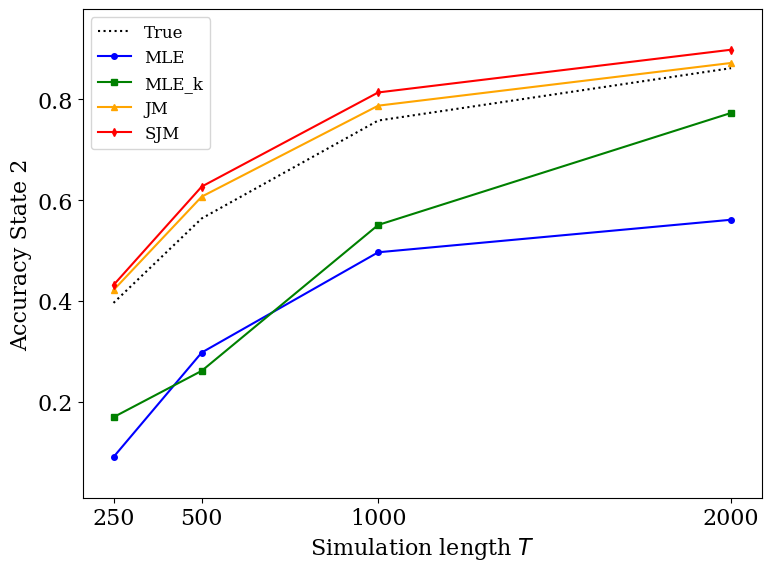 True
MLE
MLE_k
JM
SJM
0.8
0.6
0.4
0.2
Accuracy State 2
250
500
1000
2000
Simulation length T